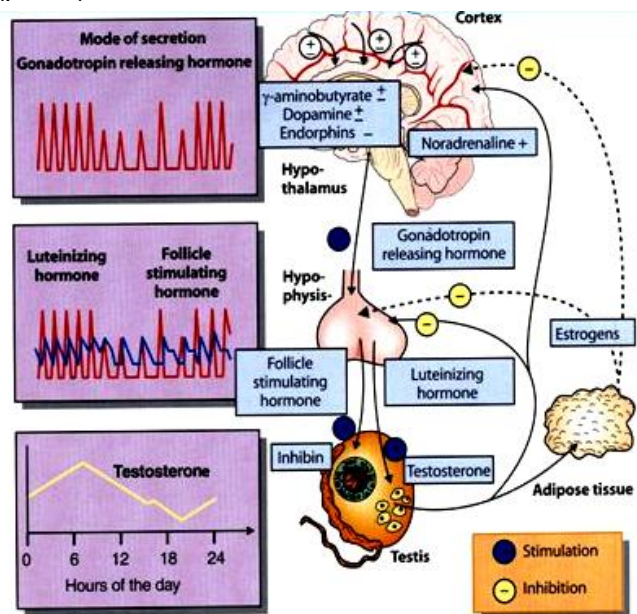 Mode of secretion
Gonadotropin releasing hormone
Luteinizing
hormone
Follicle
stimulating
hormone
Testosterone
0 6 12 18 24
Hours of the day
Cortex
±
±
±
γ-aminobutyrate ±
Dopamine ±
Endorphins –
Noradrenaline +
Hypo-
thalamus
Gonadotropin
releasing hormone
Hypo-
physis-
Estrogens
Follicle
stimulating
hormone
Luteinizing
hormone
Inhibin
Testosterone
Adipose tissue
Testis
Stimulation
– Inhibition
–
–
–